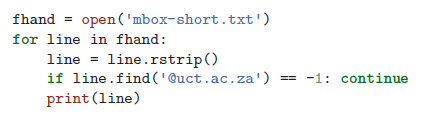 fhand = open('mbox-short.txt')
for line in fhand:
    line = line.rstrip()
    if line.find('@uct.ac.za') == -1: continue
    print(line)